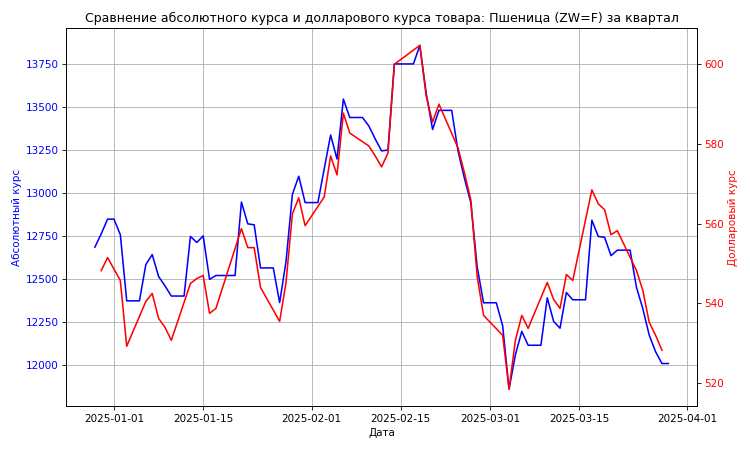 Сравнение абсолютного курса и долларового курса товара: Пшеница (ZW=F) за квартал
Абсолютный курс
13750
13500
13250
13000
12750
12500
12250
12000
600
580
560
540
520
Долларовый курс
2025-01-01 2025-01-15 2025-02-01 2025-02-15 2025-03-01 2025-03-15 2025-04-01
Дата